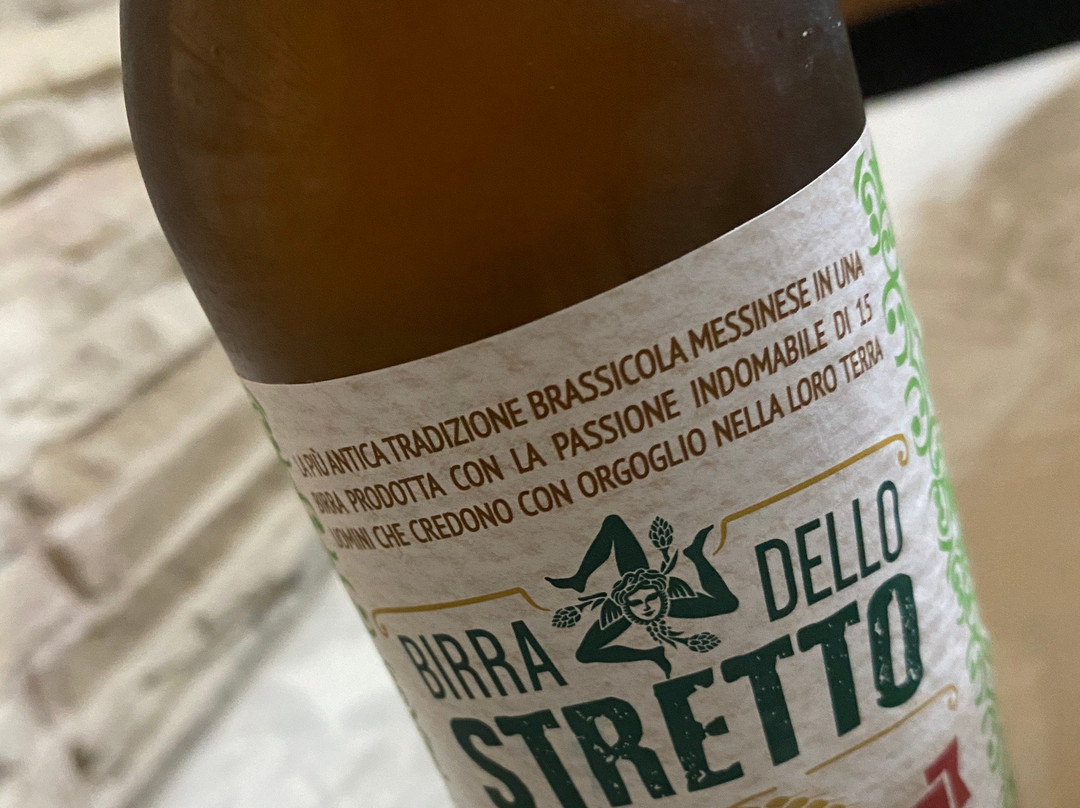 LA PIÙ ANTICA TRADIZIONE BRASSICOLA MESSINESE IN UNA
BIRRA PRODOTTA CON LA PASSIONE INDOMABILE DI 15
UOMINI CHE CREDONO CON ORGOGLIO NELLA LORO TERRA
BIRRA DELLO
STRETTO